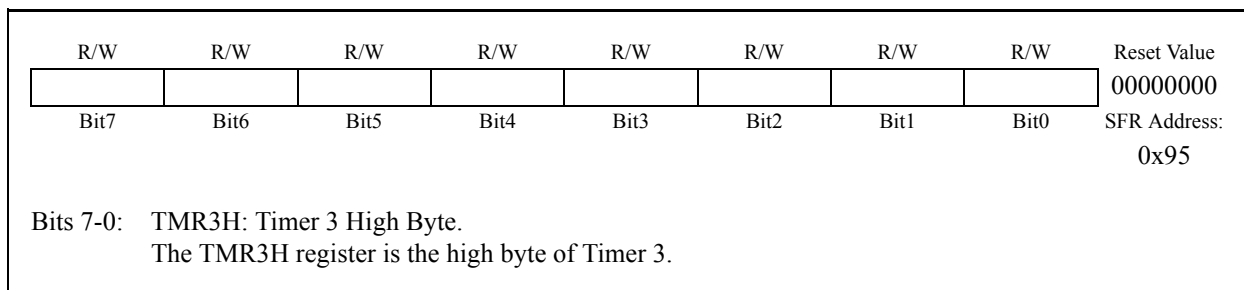 R/W R/W R/W R/W R/W R/W R/W R/W Reset Value
00000000
Bit7 Bit6 Bit5 Bit4 Bit3 Bit2 Bit1 Bit0 SFR Address:
0x95
Bits 7-0: TMR3H: Timer 3 High Byte.
The TMR3H register is the high byte of Timer 3.